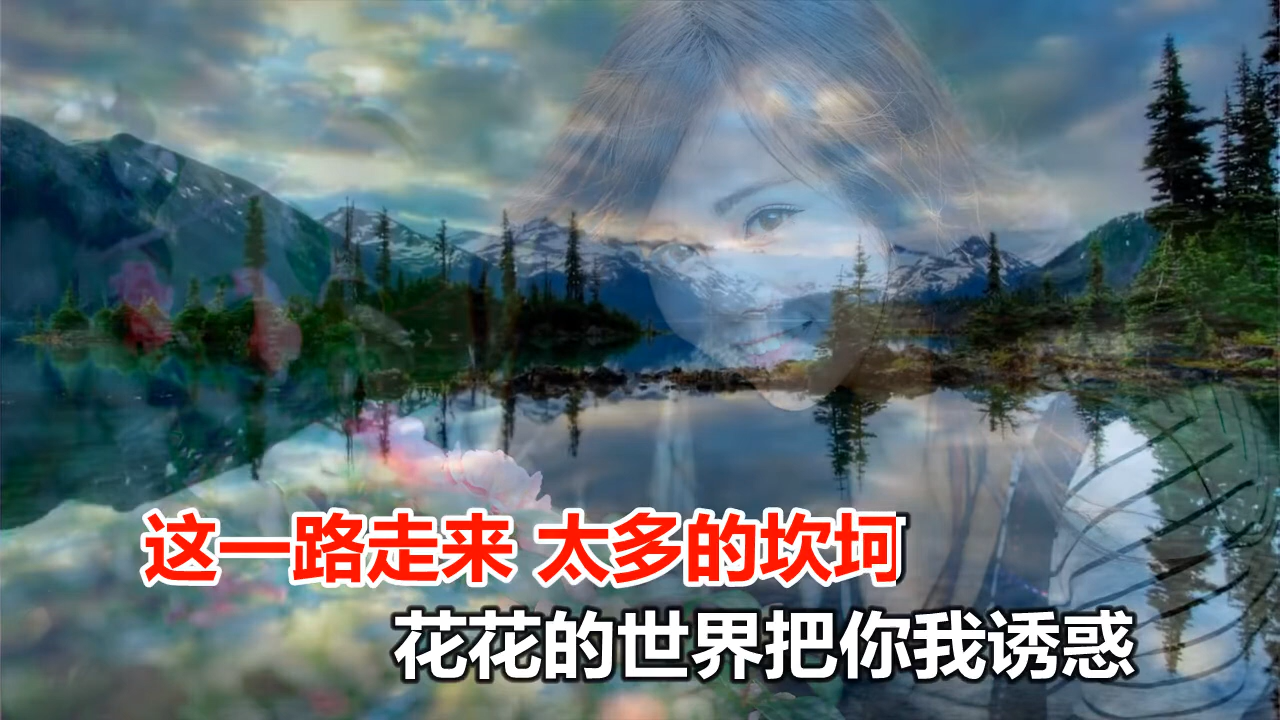 这一路走来 太多的坎坷
花花的世界把你我诱惑